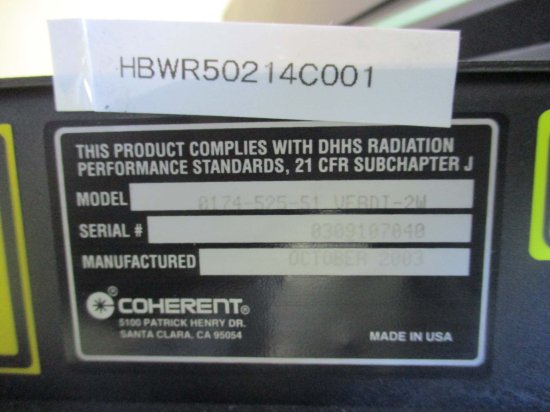 HBWR50214C001
THIS PRODUCT COMPLIES WITH DHHS RADIATION
PERFORMANCE STANDARDS, 21 CFR SUBCHAPTER J
MODEL 0174-525-51 VERDI-2W
SERIAL # 0309107040
MANUFACTURED OCTOBER 2003
COHERENT®
5100 PATRICK HENRY DR.
SANTA CLARA, CA 95054
MADE IN USA